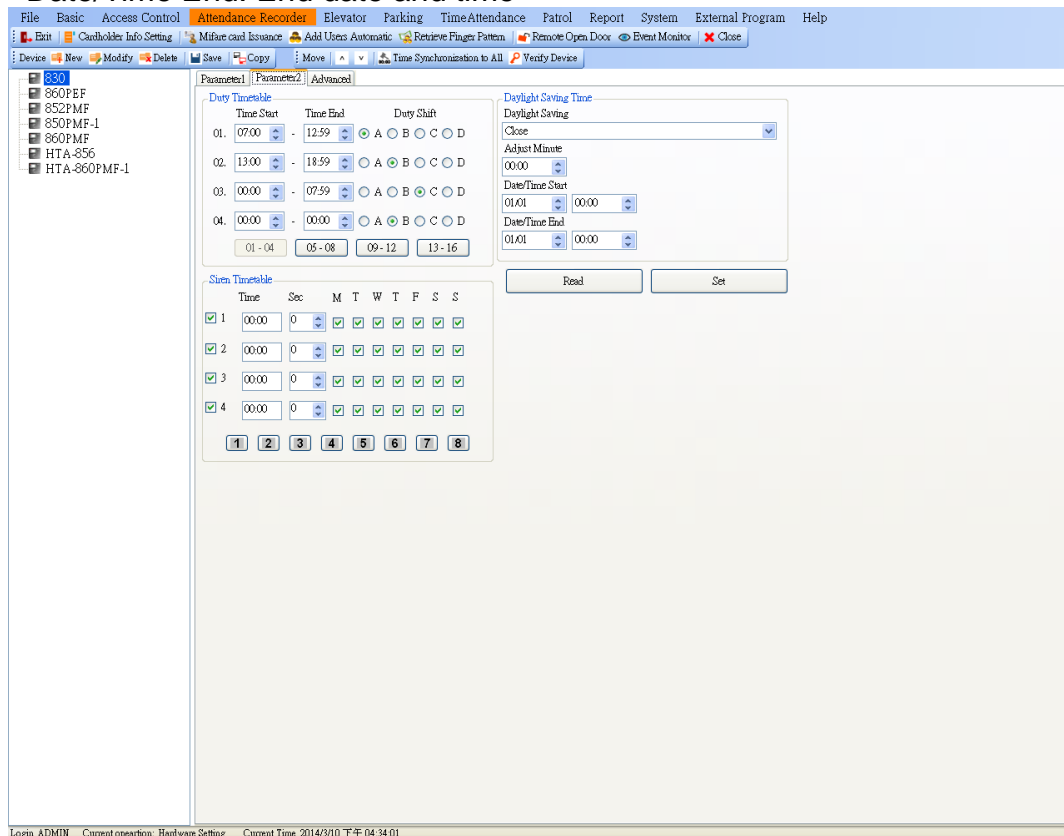 Date/Time End: End date and time
File Basic Access Control Attendance Recorder Elevator Parking TimeAttendance Patrol Report System External Program Help
Exit Cardholder Info Setting Mifare card Issuance Add Users Automatic Retrieve Finger Pattern Remote Open Door Event Monitor Close
Device New Modify Delete Save Copy Move Time Synchronization to All Verify Device
830
860PEF
852PMF
850PMF-1
860PMF
HTA-856
HTA-860PMF-1
Parameter1 Parameter2 Advanced
Duty Timetable
Time Start Time End Duty Shift
01. 07:00 - 12:59 A B C D
02. 13:00 - 18:59 A B C D
03. 00:00 - 07:59 A B C D
04. 00:00 - 00:00 A B C D
01 - 04 05 - 08 09 - 12 13 - 16
Siren Timetable
Time Sec M T W T F S S
1 00:00 0
2 00:00 0
3 00:00 0
4 00:00 0
1 2 3 4 5 6 7 8
Daylight Saving Time
Daylight Saving
Close
Adjust Minute
00:00
Date/Time Start
01/01 00:00
Date/Time End
01/01 00:00
Read Set
Login ADMIN Current opeartion: Hardware Setting Current Time 2014/3/10 下午 04:34:01